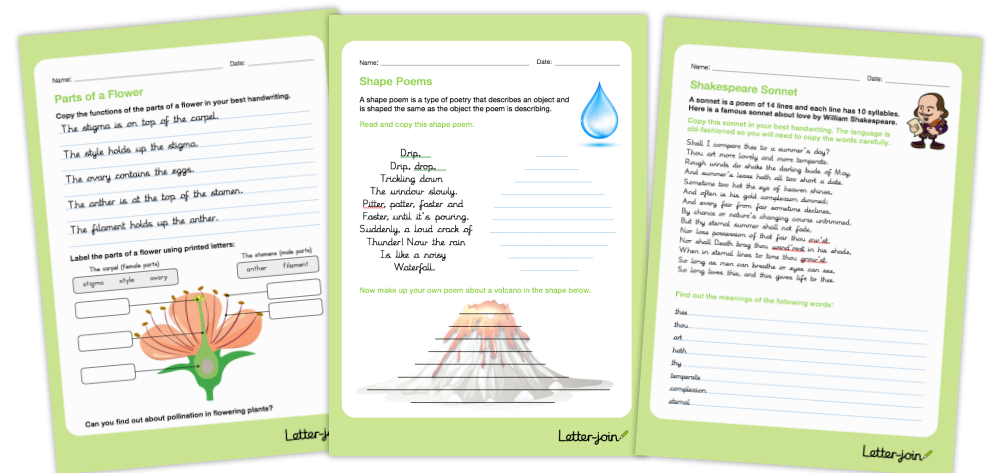 Name:
Date:
Parts of a Flower
Copy the functions of the parts of a flower in your best handwriting.
The stigma is on top of the carpel.
The style holds up the stigma.
The ovary contains the eggs.
The anther is at the top of the stamen.
The filament holds up the anther.
Label the parts of a flower using printed letters:
The carpel (female parts)
stigma style ovary
The stamens (male parts)
anther filament
Can you find out about pollination in flowering plants?
Letter-j
Name:
Date:
Shape Poems
A shape poem is a type of poetry that describes an object and
is shaped the same as the object the poem is describing.
Read and copy this shape poem.
Drip,
Drip, drop,
Trickling down
The window slowly.
Pitter, patter, faster and
Faster, until it's pouring.
Suddenly, a loud crack of
Thunder! Now the rain
Is like a noisy
Waterfall.
Now make up your own poem about a volcano in the shape below.
Letter-join
Name:
Date:
Shakespeare Sonnet
A sonnet is a poem of 14 lines and each line has 10 syllables.
Here is a famous sonnet about love by William Shakespeare.
Copy this sonnet in your best handwriting. The language is
old-fashioned so you will need to copy the words carefully.
Shall I compare thee to a summer's day?
Thou art more lovely and more temperate.
Rough winds do shake the darling buds of May,
And summer's lease hath all too short a date.
Sometime too hot the eye of heaven shines,
And often is his gold complexion dimmed;
And every fair from fair sometime declines,
By chance or nature's changing course untrimmed.
But thy eternal summer shall not fade,
Nor lose possession of that fair thou ow'st,
Nor shall Death brag thou wand'rest in his shade,
When in eternal lines to time thou grow'st.
So long as men can breathe or eyes can see,
So long lives this, and this gives life to thee.
Find out the meanings of the following words:
thee
thou
art
hath
thy
temperate
complexion
eternal
Letter-join